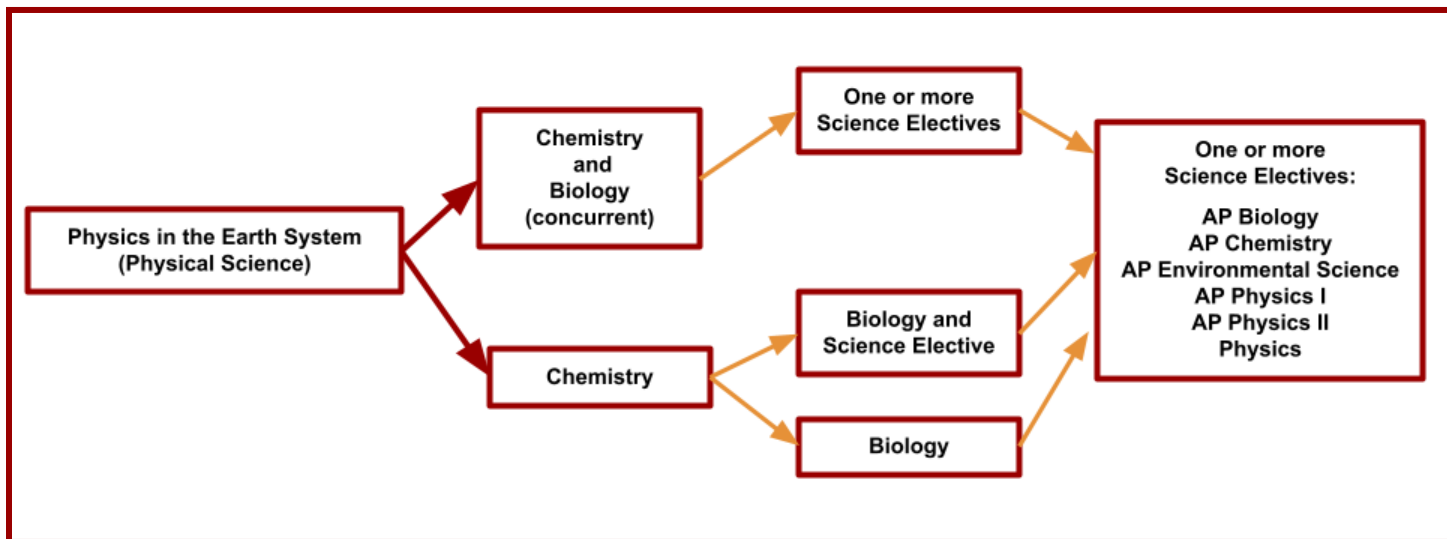 Physics in the Earth System
(Physical Science)
Chemistry
and
Biology
(concurrent)
Chemistry
One or more
Science Electives
Biology and
Science Elective
Biology
One or more
Science Electives:
AP Biology
AP Chemistry
AP Environmental Science
AP Physics I
AP Physics II
Physics